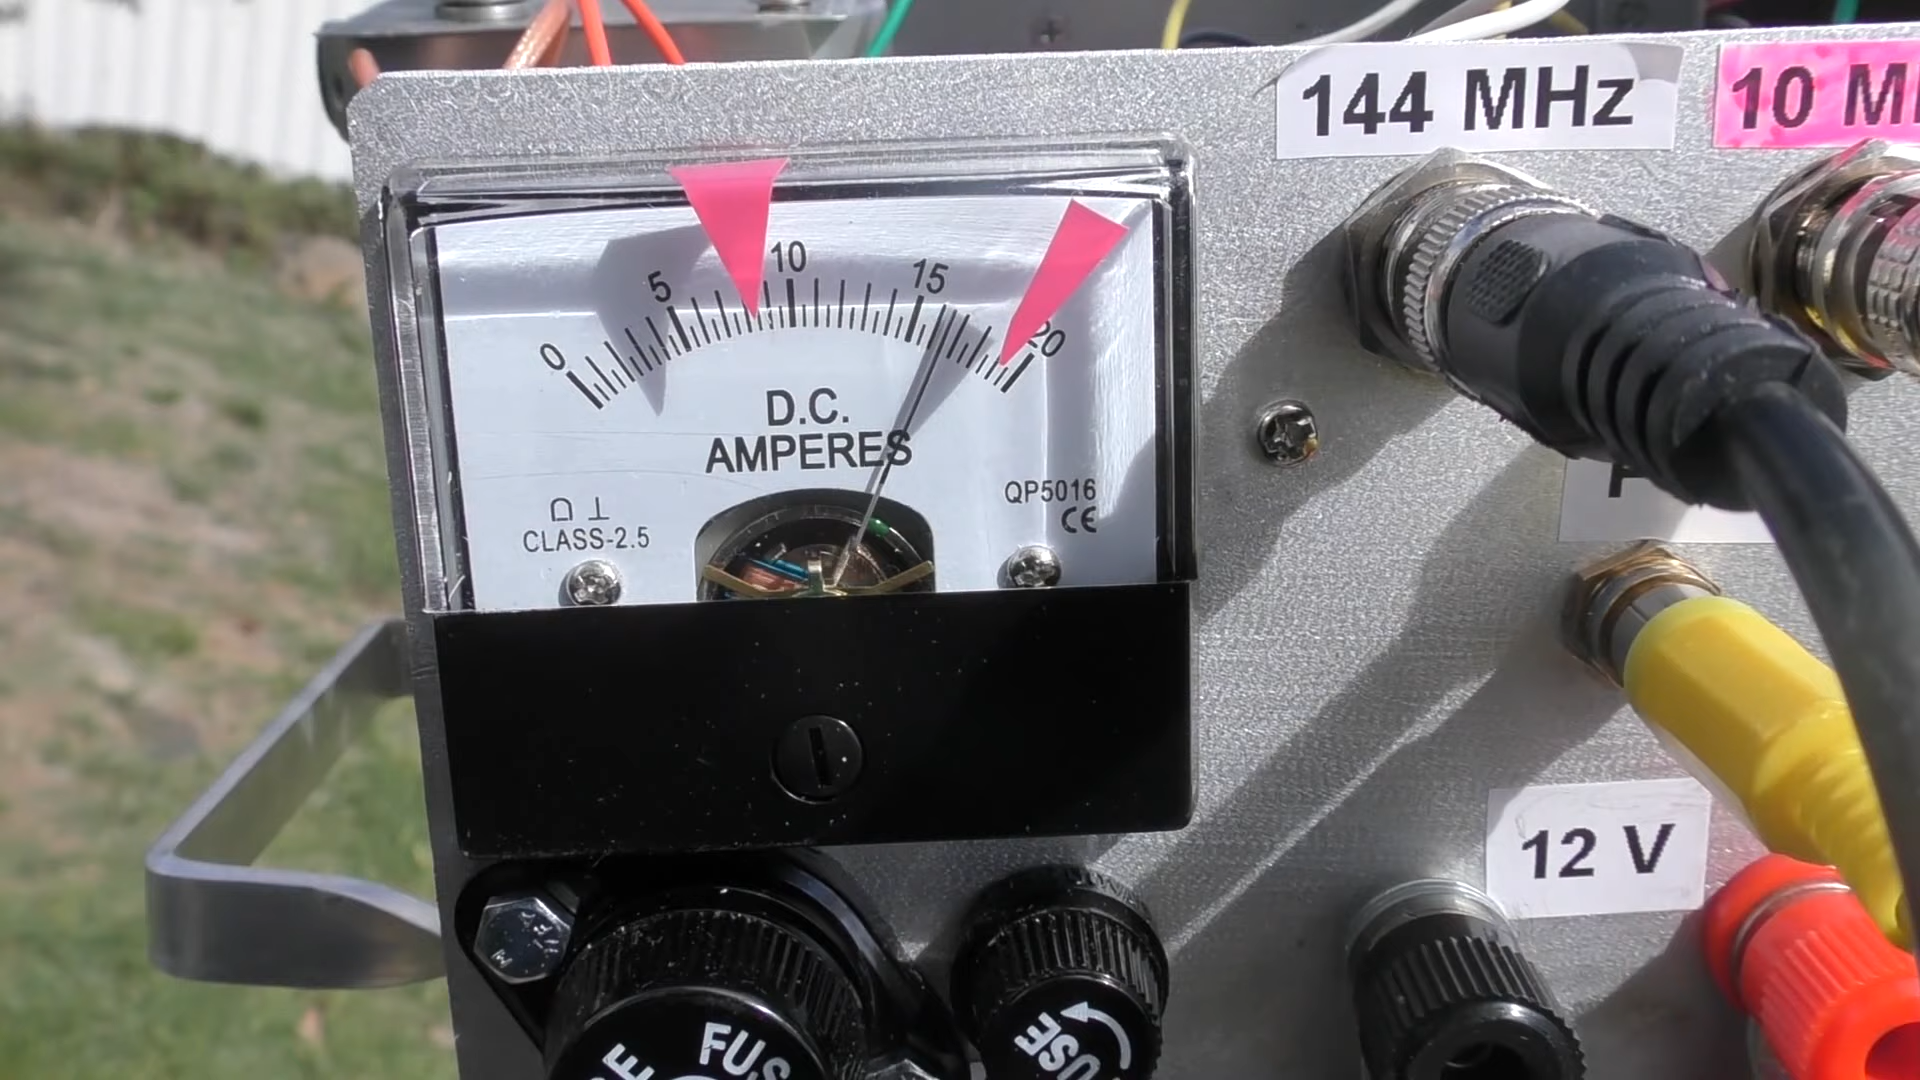 144 MHz
10 M
0 5 10 15 20
D.C.
AMPERES
QP5016
CE
CLASS-2.5
12 V
FUS
USE